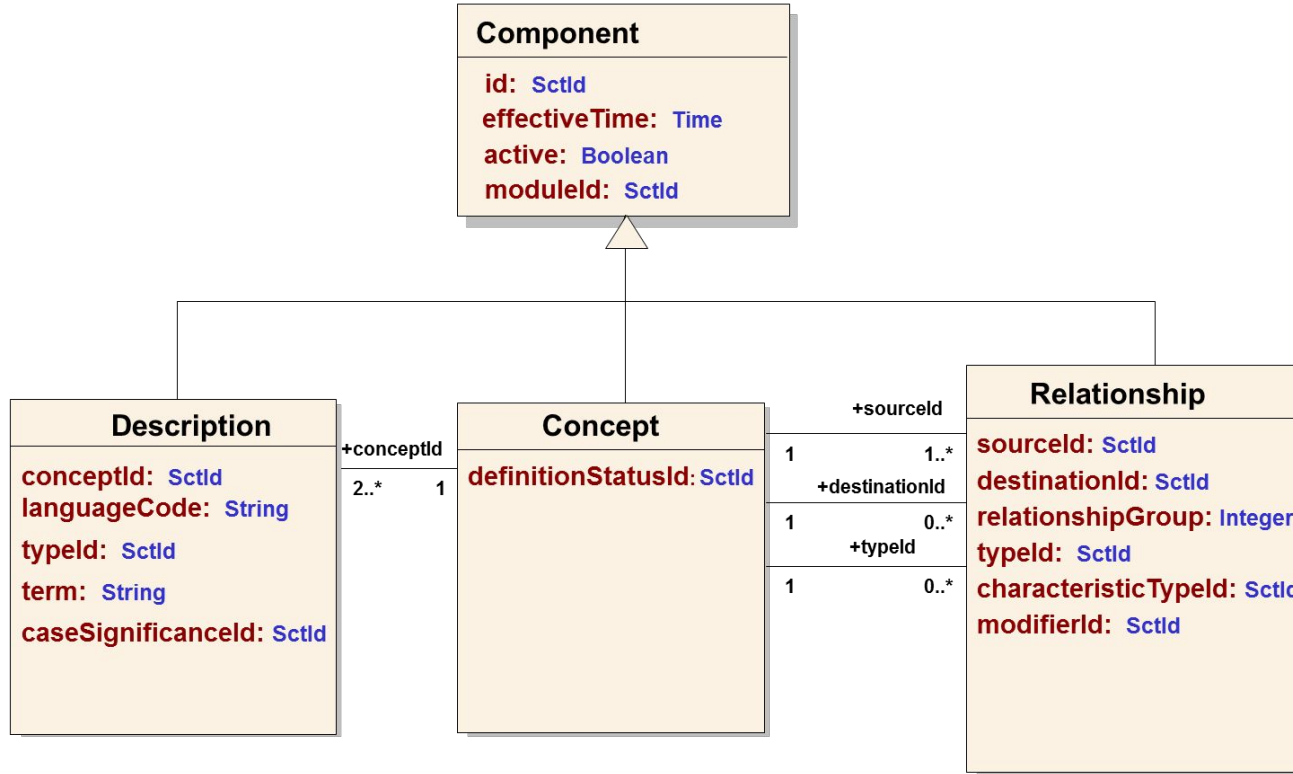 Component
id: SctId
effectiveTime: Time
active: Boolean
moduleId: SctId
Description
conceptId: SctId
languageCode: String
typeId: SctId
term: String
caseSignificanceId: SctId
+conceptId
2..* 1
Concept
definitionStatusId: SctId
+sourceId
1 1..*
+destinationId
1 0..*
+typeId
1 0..*
Relationship
sourceId: SctId
destinationId: SctId
relationshipGroup: Integer
typeId: SctId
characteristicTypeId: SctId
modifierId: SctId